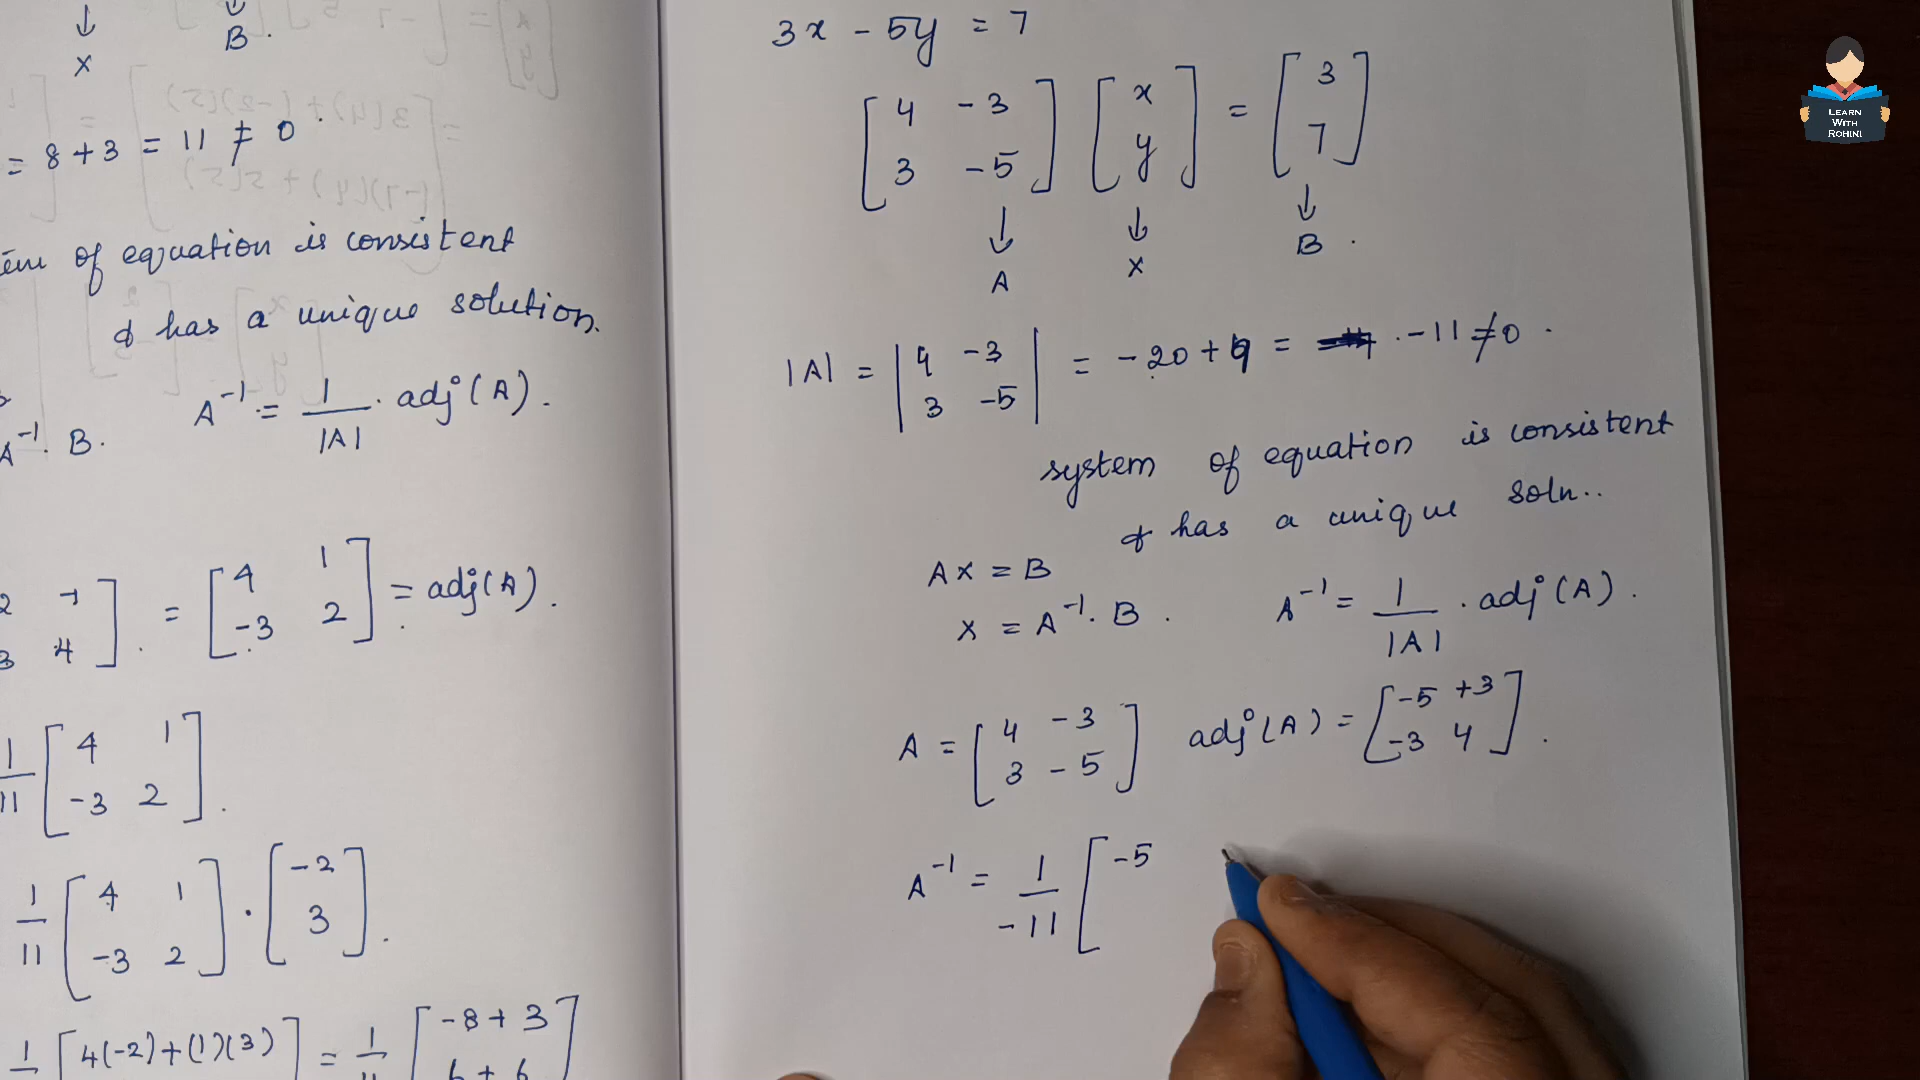 ↓
x
B.
= 8 + 3 = 11 ≠ 0
of equation is consistent
& has a unique solution.
A⁻¹ = 1/|A| . adj(A).
A⁻¹. B.
2 -1
3 4 ] . = [ 4 1
-3 2 ] = adj(A).
1/11 [ 4 1
-3 2 ] .
1/11 [ 4 1
-3 2 ] . [ -2
3 ] .
1 [ 4(-2)+(1)(3) ] = 1 [ -8 + 3
6 + 6 ]
3x - 5y = 7
[ 4 -3
3 -5 ] [ x
y ] = [ 3
7 ]
↓ ↓ ↓
A x B .
|A| = | 4 -3
3 -5 | = -20 + 9 = -11 ≠ 0 .
system of equation is consistent
& has a unique soln..
Ax = B
x = A⁻¹. B . A⁻¹ = 1/|A| . adj(A) .
A = [ 4 -3
3 -5 ] adj(A) = [ -5 +3
-3 4 ] .
A⁻¹ = 1/-11 [ -5
LEARN
WITH
ROHINI